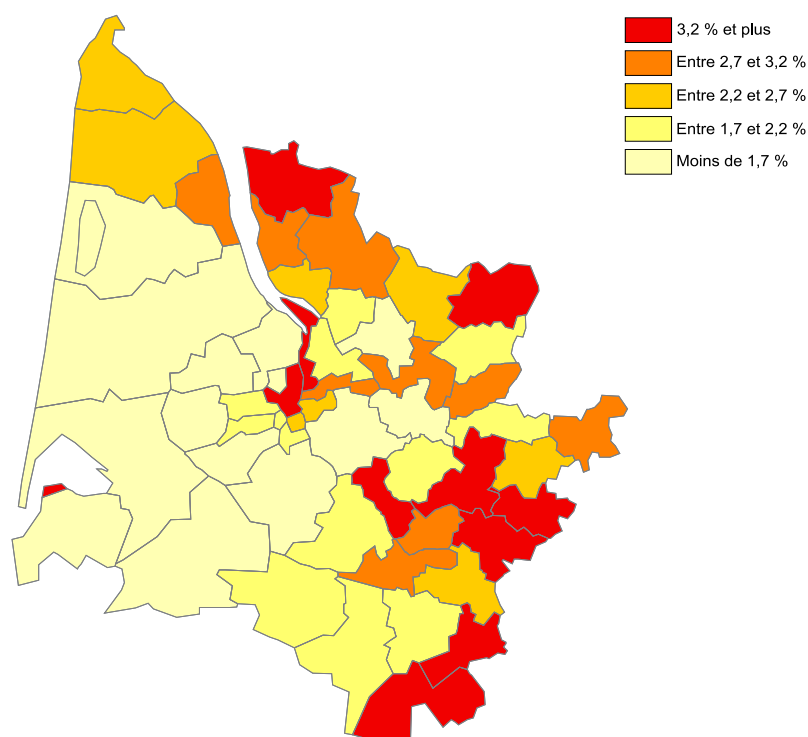 3,2 % et plus
Entre 2,7 et 3,2 %
Entre 2,2 et 2,7 %
Entre 1,7 et 2,2 %
Moins de 1,7 %